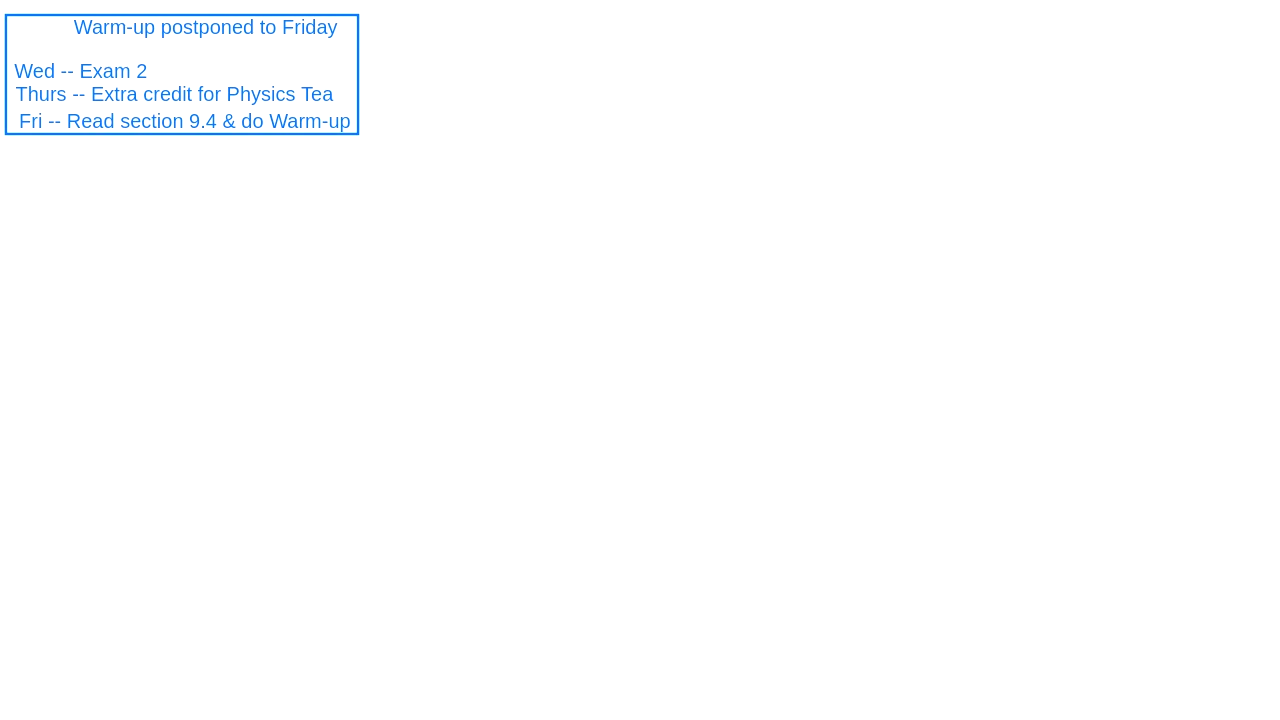 Warm-up postponed to Friday
Wed -- Exam 2
Thurs -- Extra credit for Physics Tea
Fri -- Read section 9.4 & do Warm-up